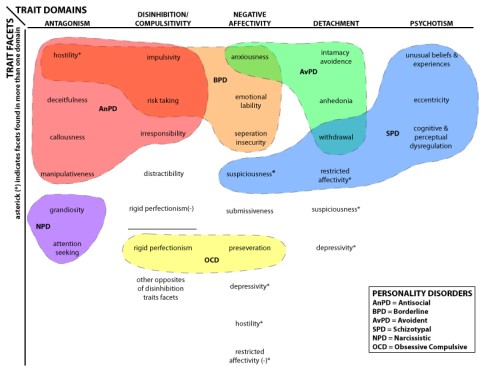 TRAIT DOMAINS
TRAIT FACETS
asterick (*) indicates facets found in more than one domain
ANTAGONISM
DISINHIBITION/
COMPULSITIVITY
NEGATIVE
AFFECTIVITY
DETACHMENT
PSYCHOTISM
hostility*
impulsivity
anxiousness
intamacy
avoidence
unusual beliefs &
experiences
BPD
AvPD
deceitfulness
AnPD
risk taking
emotional
lability
anhedonia
eccentricity
callousness
irresponsibility
seperation
insecurity
withdrawal
SPD
cognitive &
perceptual
dysregulation
manipulativeness
distractibility
suspiciousness*
restricted
affectivity*
grandiosity
rigid perfectionism(-)
submissiveness
suspiciousness*
NPD
attention
seeking
rigid perfectionism
preseveration
depressivity*
OCD
other opposites
of disinhibition
traits facets
depressivity*
hostility*
restricted
affectivity (-)*
PERSONALITY DISORDERS
AnPD = Antisocial
BPD = Borderline
AvPD = Avoident
SPD = Schizotypal
NPD = Narcissistic
OCD = Obsessive Compulsive